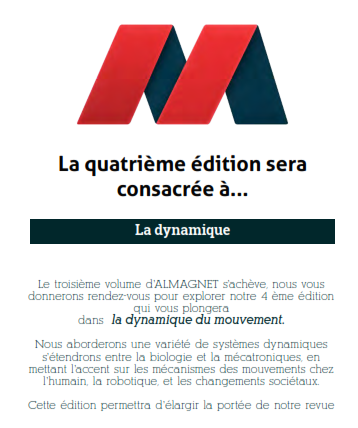 La quatrième édition sera
consacrée à...
La dynamique
Le troisième volume d'ALMAGNET s'achève, nous vous
donnerons rendez-vous pour explorer notre 4 ème édition
qui vous plongera
dans la dynamique du mouvement.
Nous aborderons une variété de systèmes dynamiques
s'étendrons entre la biologie et la mécatroniques, en
mettant l'accent sur les mécanismes des mouvements chez
l'humain, la robotique, et les changements sociétaux.
Cette édition permettra d'élargir la portée de notre revue